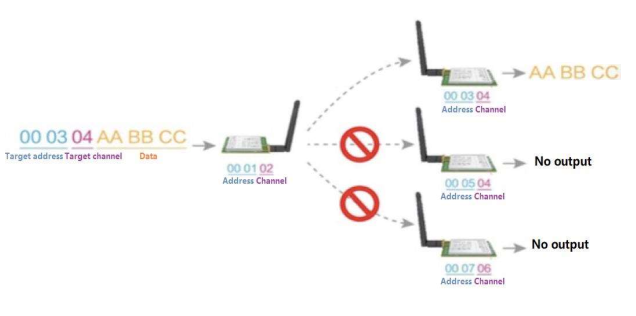 00 03 04 AA BB CC
Target address Target channel Data
00 01 02
Address Channel
AA BB CC
00 03 04
Address Channel
No output
00 05 04
Address Channel
No output
00 07 06
Address Channel